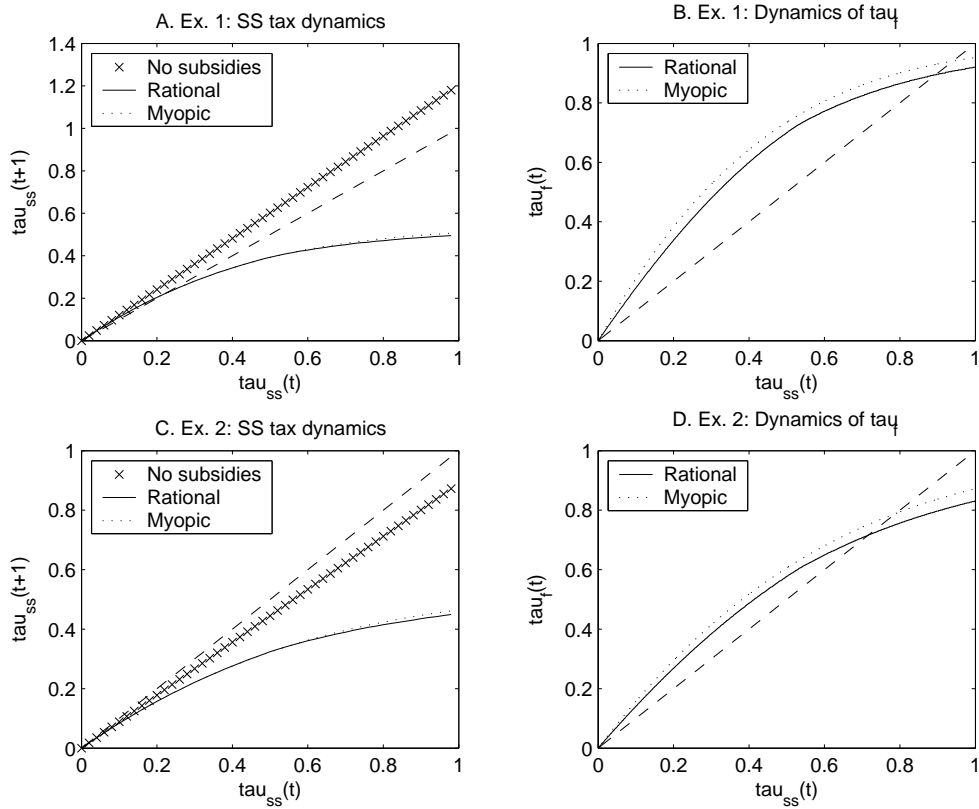 A. Ex. 1: SS tax dynamics
1.4
1.2
1
0.8
0.6
0.4
0.2
0
tau_ss(t+1)
× No subsidies
Rational
Myopic
0 0.2 0.4 0.6 0.8 1
tau_ss(t)
B. Ex. 1: Dynamics of tau_f
1
0.8
0.6
0.4
0.2
0
tau_f(t)
Rational
Myopic
0 0.2 0.4 0.6 0.8 1
tau_ss(t)
C. Ex. 2: SS tax dynamics
1
0.8
0.6
0.4
0.2
0
tau_ss(t+1)
× No subsidies
Rational
Myopic
0 0.2 0.4 0.6 0.8 1
tau_ss(t)
D. Ex. 2: Dynamics of tau_f
1
0.8
0.6
0.4
0.2
0
tau_f(t)
Rational
Myopic
0 0.2 0.4 0.6 0.8 1
tau_ss(t)